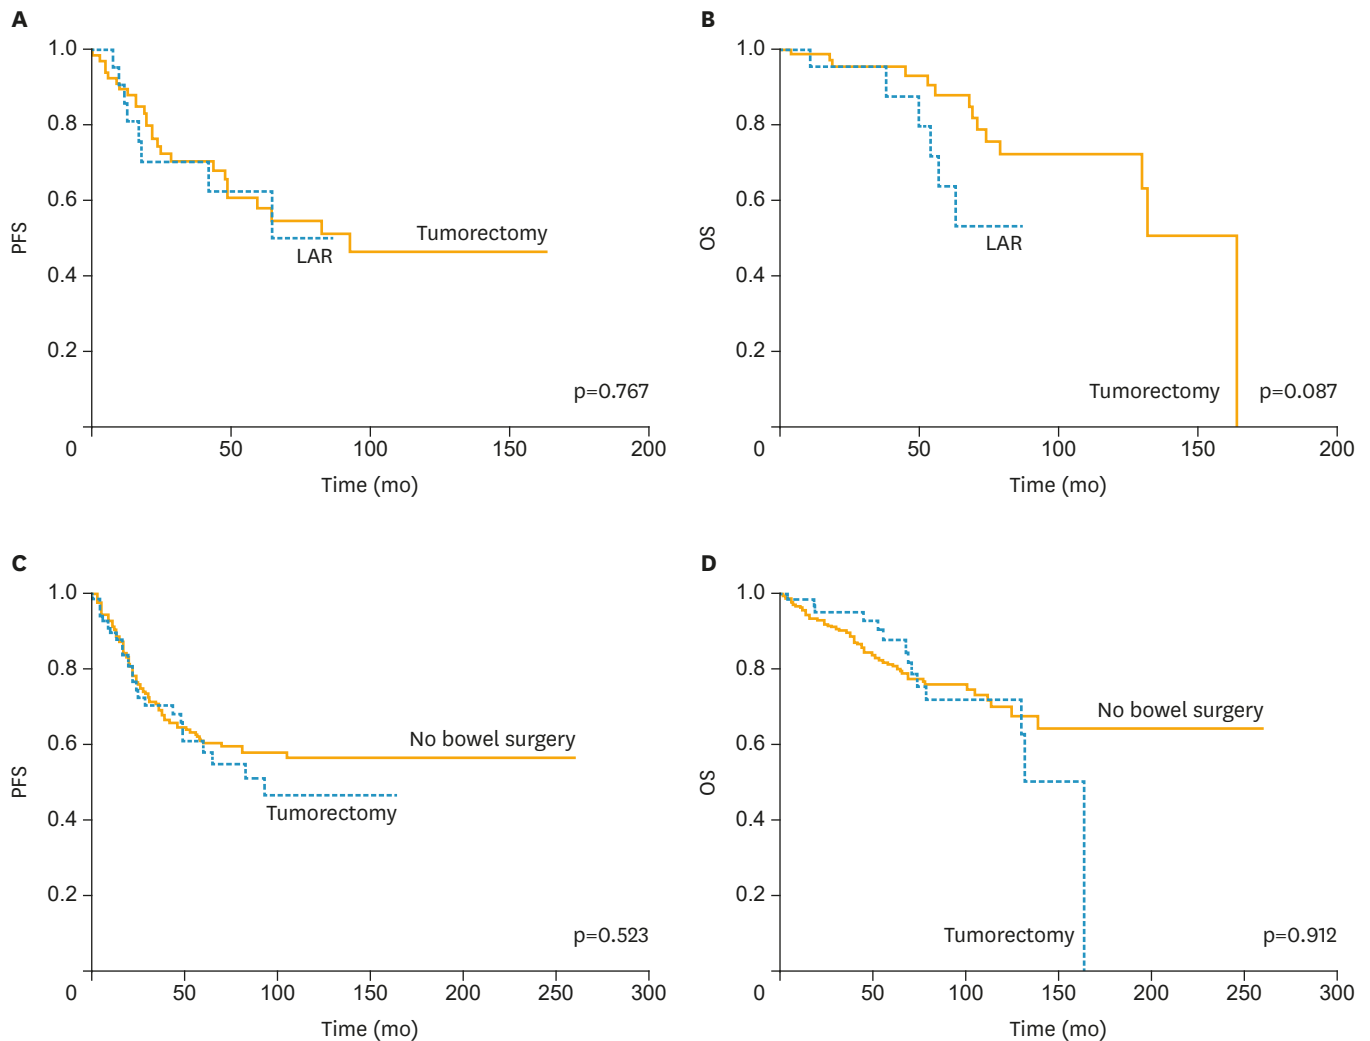 A
1.0
0.8
0.6
0.4
0.2
PFS
Tumorectomy
LAR
p=0.767
0 50 100 150 200
Time (mo)
B
1.0
0.8
0.6
0.4
0.2
OS
LAR
Tumorectomy
p=0.087
0 50 100 150 200
Time (mo)
C
1.0
0.8
0.6
0.4
0.2
PFS
No bowel surgery
Tumorectomy
p=0.523
0 50 100 150 200 250 300
Time (mo)
D
1.0
0.8
0.6
0.4
0.2
OS
No bowel surgery
Tumorectomy
p=0.912
0 50 100 150 200 250 300
Time (mo)